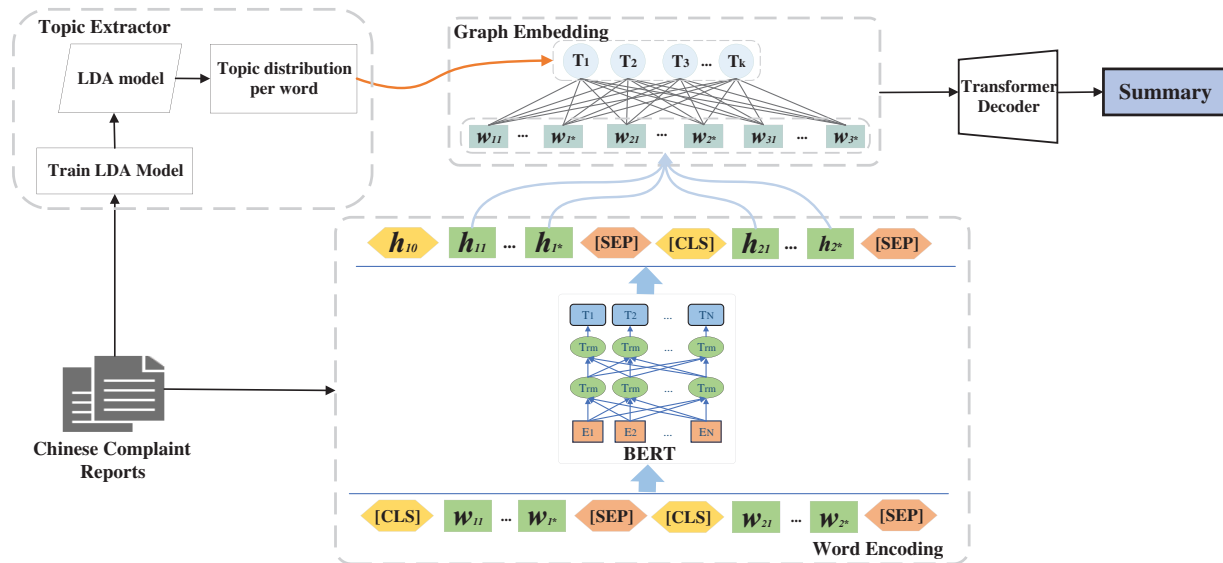 Topic Extractor
LDA model
Topic distribution
per word
Train LDA Model
Graph Embedding
T1 T2 T3 ... Tk
w11 ... w1* w21 ... w2* w31 ... w3*
Transformer
Decoder
Summary
h10 h11 ... h1* [SEP] [CLS] h21 ... h2* [SEP]
T1 T2 ... TN
Trm Trm ... Trm
Trm Trm ... Trm
E1 E2 ... EN
BERT
Chinese Complaint
Reports
[CLS] w11 ... w1* [SEP] [CLS] w21 ... w2* [SEP]
Word Encoding